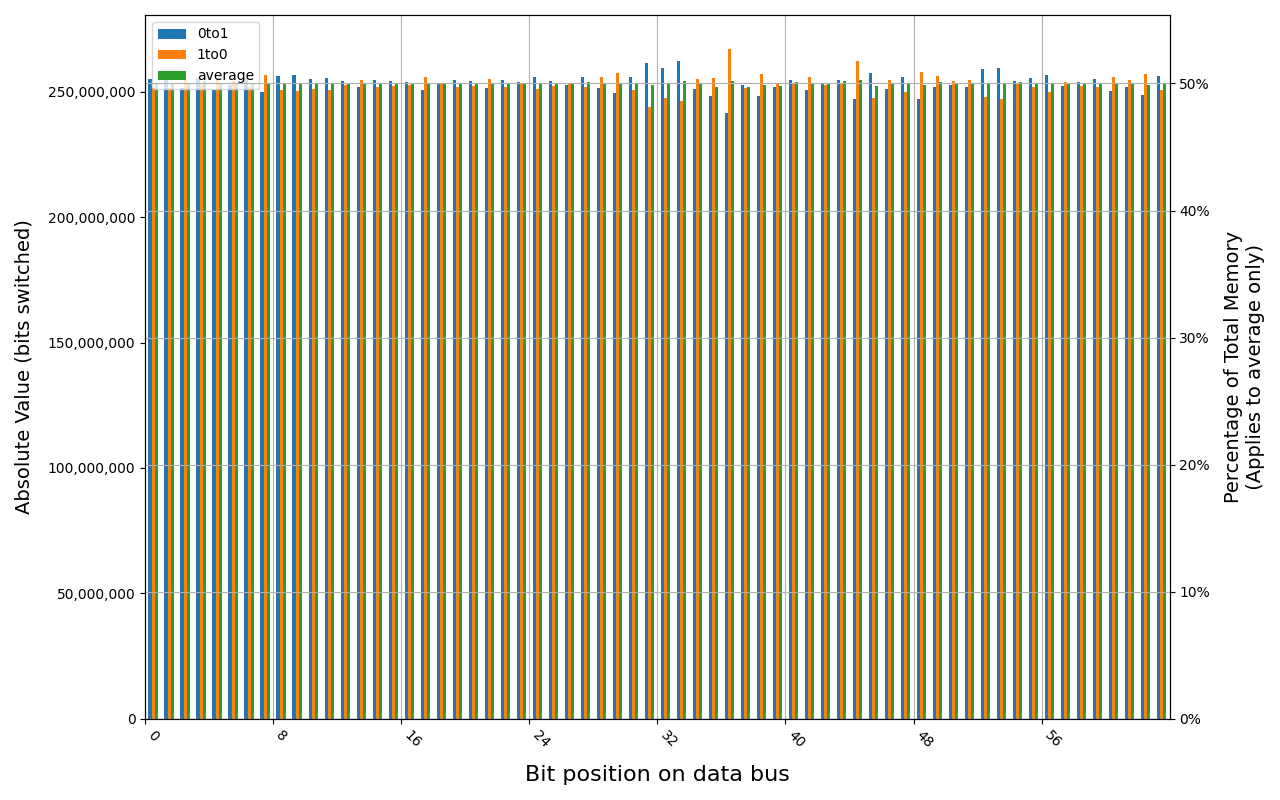 0to1
1to0
average
250,000,000
200,000,000
150,000,000
100,000,000
50,000,000
0
50%
40%
30%
20%
10%
0%
0
8
16
24
32
40
48
56
Absolute Value (bits switched)
Percentage of Total Memory
(Applies to average only)
Bit position on data bus